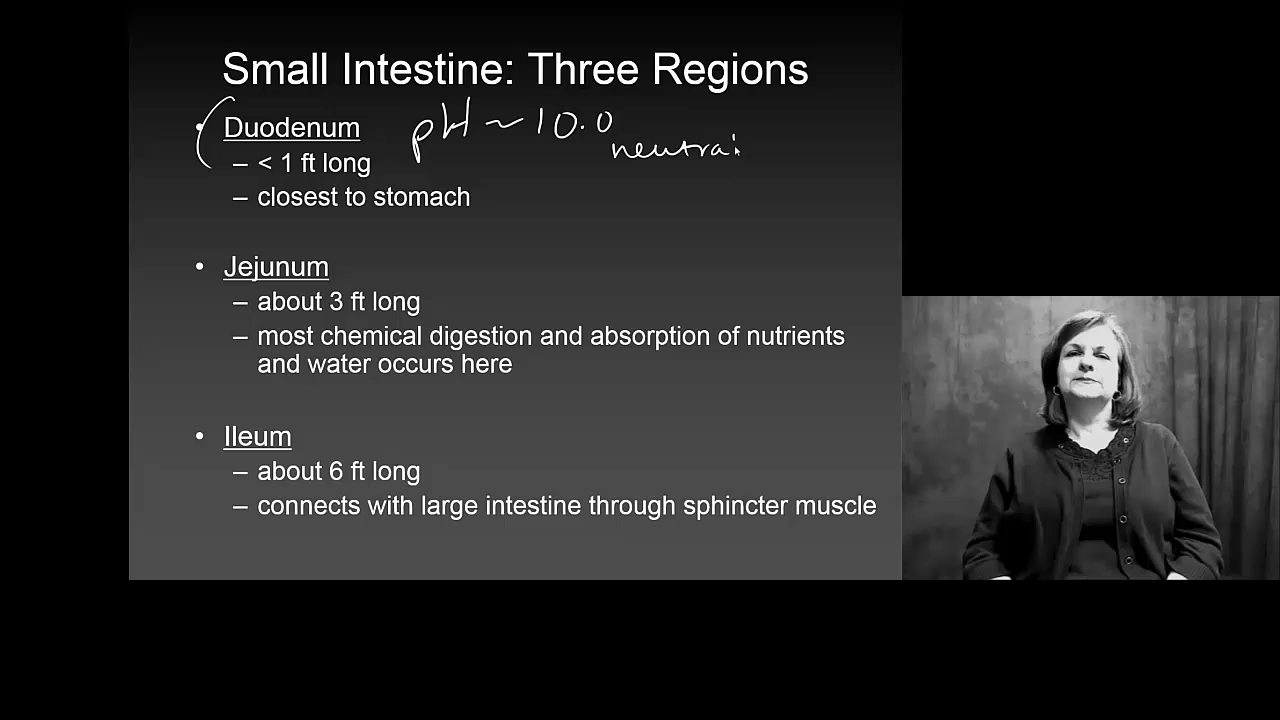 Small Intestine: Three Regions
• Duodenum pH ~ 10.0
neutrai
– < 1 ft long
– closest to stomach
• Jejunum
– about 3 ft long
– most chemical digestion and absorption of nutrients
and water occurs here
• Ileum
– about 6 ft long
– connects with large intestine through sphincter muscle